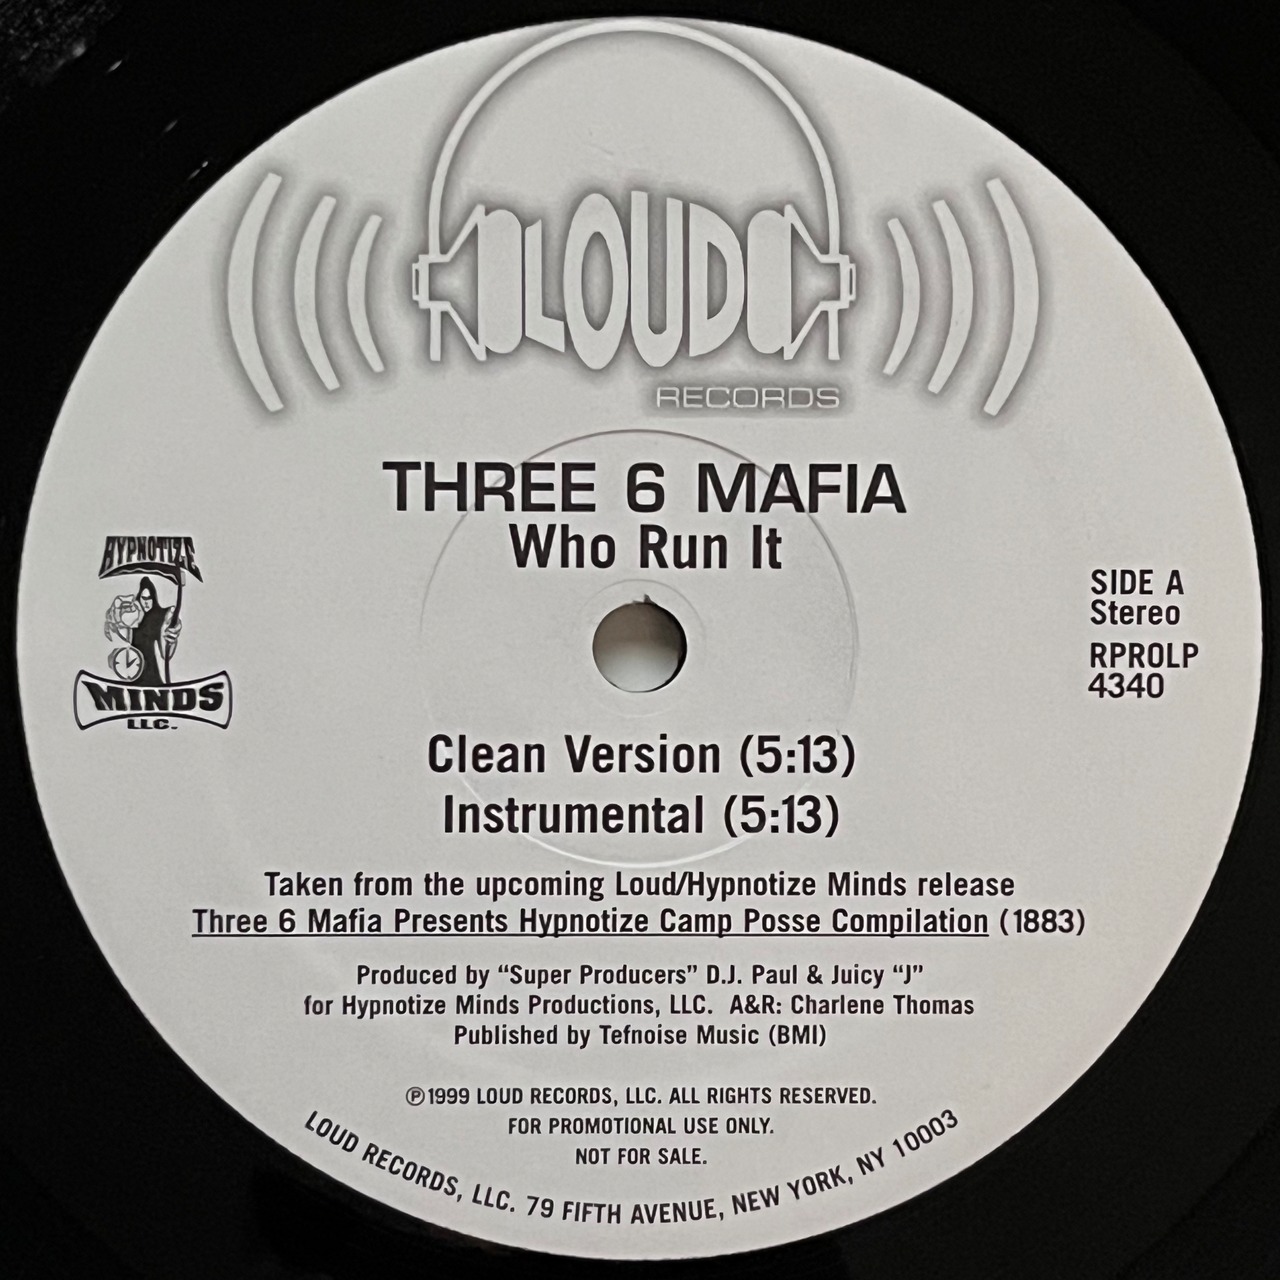 LOUD
RECORDS
THREE 6 MAFIA
Who Run It
HYPNOTIZE
MINDS
LLC.
SIDE A
Stereo
RPROLP
4340
Clean Version (5:13)
Instrumental (5:13)
Taken from the upcoming Loud/Hypnotize Minds release
Three 6 Mafia Presents Hypnotize Camp Posse Compilation (1883)
Produced by “Super Producers” D.J. Paul & Juicy “J”
for Hypnotize Minds Productions, LLC. A&R: Charlene Thomas
Published by Tefnoise Music (BMI)
℗1999 LOUD RECORDS, LLC. ALL RIGHTS RESERVED.
FOR PROMOTIONAL USE ONLY.
NOT FOR SALE.
LOUD RECORDS, LLC. 79 FIFTH AVENUE, NEW YORK, NY 10003